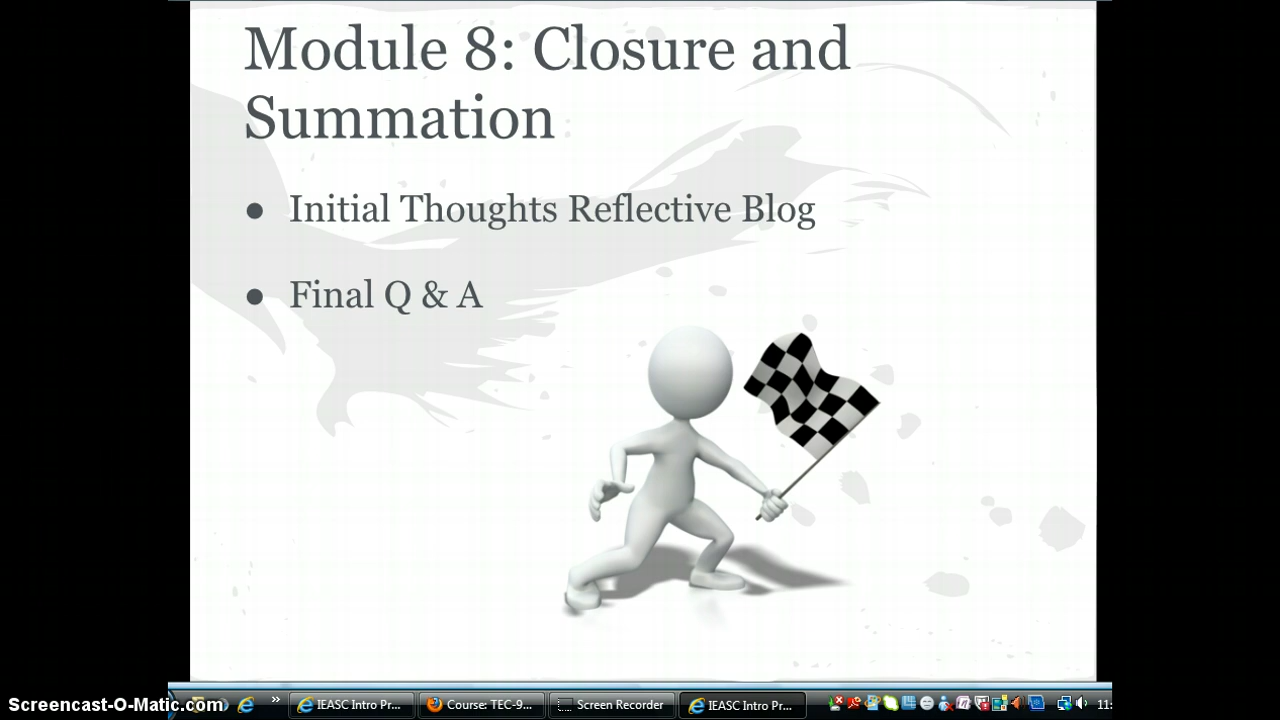 Module 8: Closure and
Summation
● Initial Thoughts Reflective Blog
● Final Q & A
Screencast-O-Matic.com
» IEASC Intro Pr... Course: TEC-9... Screen Recorder IEASC Intro Pr... 11: